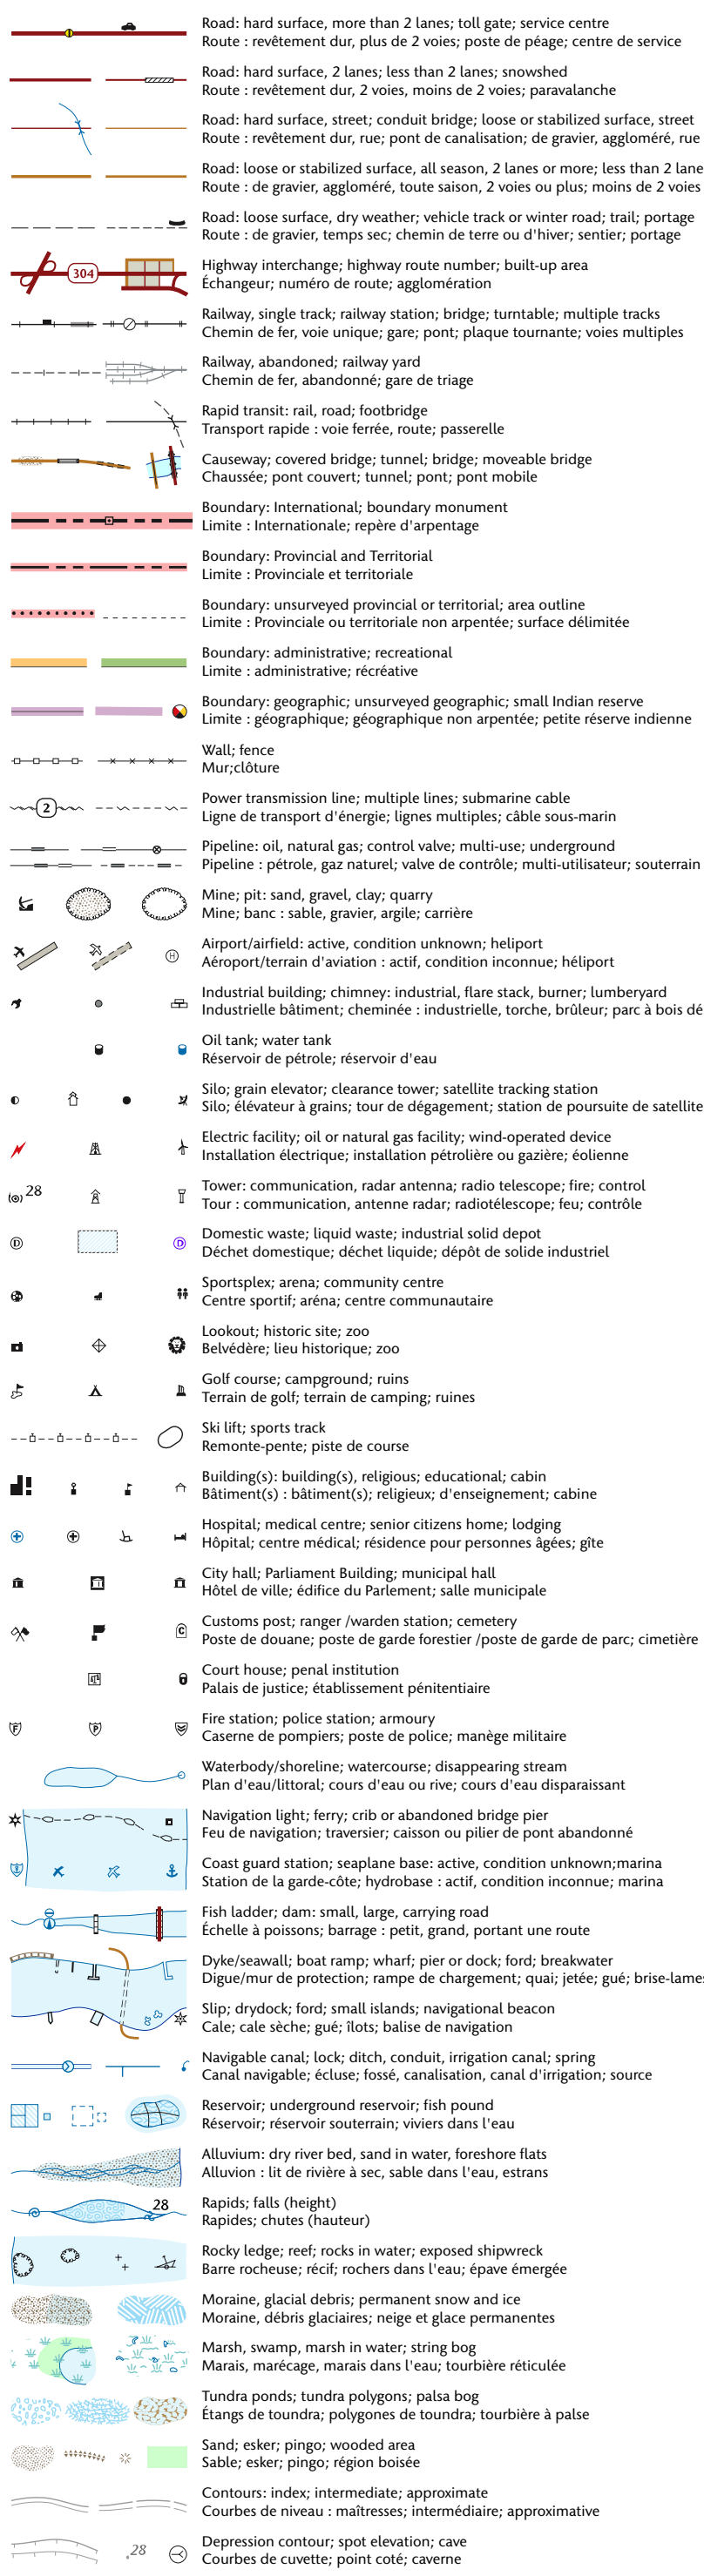 Road: hard surface, more than 2 lanes; toll gate; service centre
Route : revêtement dur, plus de 2 voies; poste de péage; centre de service
Road: hard surface, 2 lanes; less than 2 lanes; snowshed
Route : revêtement dur, 2 voies, moins de 2 voies; paravalanche
Road: hard surface, street; conduit bridge; loose or stabilized surface, street
Route : revêtement dur, rue; pont de canalisation; de gravier, aggloméré, rue
Road: loose or stabilized surface, all season, 2 lanes or more; less than 2 lane
Route : de gravier, aggloméré, toute saison, 2 voies ou plus; moins de 2 voies
Road: loose surface, dry weather; vehicle track or winter road; trail; portage
Route : de gravier, temps sec; chemin de terre ou d'hiver; sentier; portage
304
Highway interchange; highway route number; built-up area
Échangeur; numéro de route; agglomération
Railway, single track; railway station; bridge; turntable; multiple tracks
Chemin de fer, voie unique; gare; pont; plaque tournante; voies multiples
Railway, abandoned; railway yard
Chemin de fer, abandonné; gare de triage
Rapid transit: rail, road; footbridge
Transport rapide : voie ferrée, route; passerelle
Causeway; covered bridge; tunnel; bridge; moveable bridge
Chaussée; pont couvert; tunnel; pont; pont mobile
Boundary: International; boundary monument
Limite : Internationale; repère d'arpentage
Boundary: Provincial and Territorial
Limite : Provinciale et territoriale
Boundary: unsurveyed provincial or territorial; area outline
Limite : Provinciale ou territoriale non arpentée; surface délimitée
Boundary: administrative; recreational
Limite : administrative; récréative
Boundary: geographic; unsurveyed geographic; small Indian reserve
Limite : géographique; géographique non arpentée; petite réserve indienne
Wall; fence
Mur;clôture
2
Power transmission line; multiple lines; submarine cable
Ligne de transport d'énergie; lignes multiples; câble sous-marin
Pipeline: oil, natural gas; control valve; multi-use; underground
Pipeline : pétrole, gaz naturel; valve de contrôle; multi-utilisateur; souterrain
Mine; pit: sand, gravel, clay; quarry
Mine; banc : sable, gravier, argile; carrière
H
Airport/airfield: active, condition unknown; heliport
Aéroport/terrain d'aviation : actif, condition inconnue; héliport
Industrial building; chimney: industrial, flare stack, burner; lumberyard
Industrielle bâtiment; cheminée : industrielle, torche, brûleur; parc à bois dé
Oil tank; water tank
Réservoir de pétrole; réservoir d'eau
Silo; grain elevator; clearance tower; satellite tracking station
Silo; élévateur à grains; tour de dégagement; station de poursuite de satellite
Electric facility; oil or natural gas facility; wind-operated device
Installation électrique; installation pétrolière ou gazière; éolienne
28
Tower: communication, radar antenna; radio telescope; fire; control
Tour : communication, antenne radar; radiotélescope; feu; contrôle
D D
Domestic waste; liquid waste; industrial solid depot
Déchet domestique; déchet liquide; dépôt de solide industriel
Sportsplex; arena; community centre
Centre sportif; aréna; centre communautaire
Lookout; historic site; zoo
Belvédère; lieu historique; zoo
Golf course; campground; ruins
Terrain de golf; terrain de camping; ruines
Ski lift; sports track
Remonte-pente; piste de course
Building(s): building(s), religious; educational; cabin
Bâtiment(s) : bâtiment(s); religieux; d'enseignement; cabine
Hospital; medical centre; senior citizens home; lodging
Hôpital; centre médical; résidence pour personnes âgées; gîte
City hall; Parliament Building; municipal hall
Hôtel de ville; édifice du Parlement; salle municipale
C
Customs post; ranger /warden station; cemetery
Poste de douane; poste de garde forestier /poste de garde de parc; cimetière
Court house; penal institution
Palais de justice; établissement pénitentiaire
F P
Fire station; police station; armoury
Caserne de pompiers; poste de police; manège militaire
Waterbody/shoreline; watercourse; disappearing stream
Plan d'eau/littoral; cours d'eau ou rive; cours d'eau disparaissant
Navigation light; ferry; crib or abandoned bridge pier
Feu de navigation; traversier; caisson ou pilier de pont abandonné
Coast guard station; seaplane base: active, condition unknown;marina
Station de la garde-côte; hydrobase : actif, condition inconnue; marina
Fish ladder; dam: small, large, carrying road
Échelle à poissons; barrage : petit, grand, portant une route
Dyke/seawall; boat ramp; wharf; pier or dock; ford; breakwater
Digue/mur de protection; rampe de chargement; quai; jetée; gué; brise-lames
Slip; drydock; ford; small islands; navigational beacon
Cale; cale sèche; gué; îlots; balise de navigation
Navigable canal; lock; ditch, conduit, irrigation canal; spring
Canal navigable; écluse; fossé, canalisation, canal d'irrigation; source
Reservoir; underground reservoir; fish pound
Réservoir; réservoir souterrain; viviers dans l'eau
Alluvium: dry river bed, sand in water, foreshore flats
Alluvion : lit de rivière à sec, sable dans l'eau, estrans
28
Rapids; falls (height)
Rapides; chutes (hauteur)
Rocky ledge; reef; rocks in water; exposed shipwreck
Barre rocheuse; récif; rochers dans l'eau; épave émergée
Moraine, glacial debris; permanent snow and ice
Moraine, débris glaciaires; neige et glace permanentes
Marsh, swamp, marsh in water; string bog
Marais, marécage, marais dans l'eau; tourbière réticulée
Tundra ponds; tundra polygons; palsa bog
Étangs de toundra; polygones de toundra; tourbière à palse
Sand; esker; pingo; wooded area
Sable; esker; pingo; région boisée
Contours: index; intermediate; approximate
Courbes de niveau : maîtresses; intermédiaire; approximative
.28
Depression contour; spot elevation; cave
Courbes de cuvette; point coté; caverne